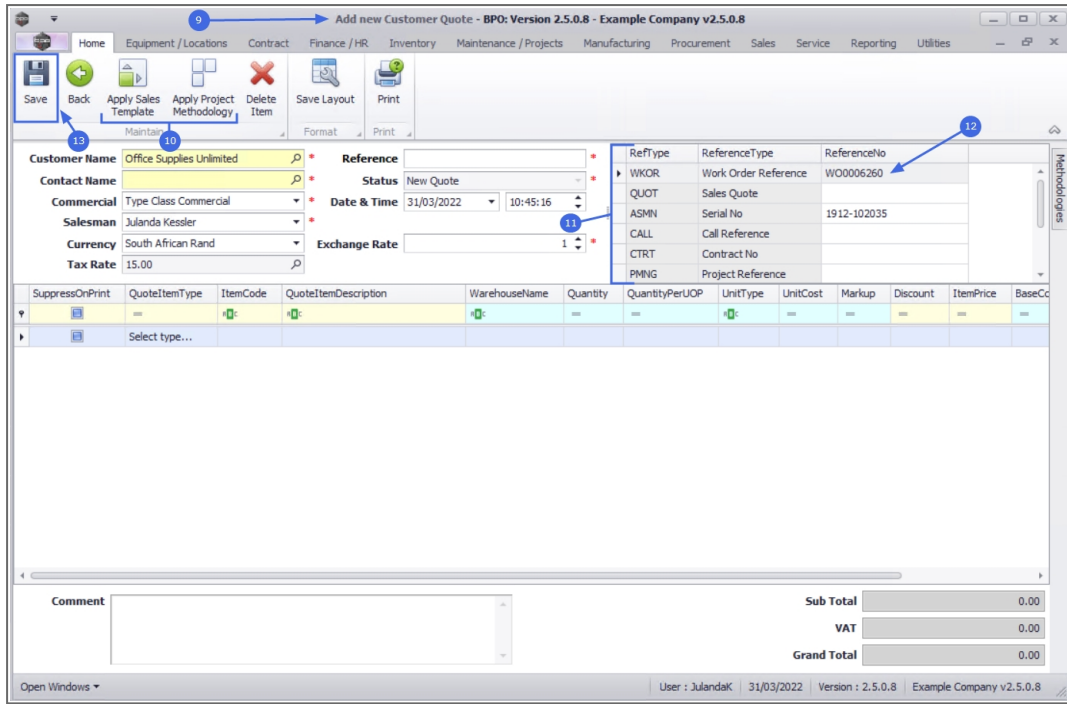 9
Add new Customer Quote - BPO: Version 2.5.0.8 - Example Company v2.5.0.8
Home Equipment / Locations Contract Finance / HR Inventory Maintenance / Projects Manufacturing Procurement Sales Service Reporting Utilities
Save Back Apply Sales Template Apply Project Methodology Delete Item Save Layout Print
13 Maintain 10 Format Print 12
Customer Name Office Supplies Unlimited * Reference * RefType ReferenceType ReferenceNo
Contact Name * Status New Quote * WKOR Work Order Reference WO0006260
Commercial Type Class Commercial * Date & Time 31/03/2022 10:45:16 QUOT Sales Quote
11 ASMN Serial No 1912-102035
Salesman Julanda Kessler * CALL Call Reference
Currency South African Rand Exchange Rate 1 * CTRT Contract No
Tax Rate 15.00 PMNG Project Reference
Methodologies
SuppressOnPrint QuoteItemType ItemCode QuoteItemDescription WarehouseName Quantity QuantityPerUOP UnitType UnitCost Markup Discount ItemPrice BaseCo
Select type...
Comment Sub Total 0.00
VAT 0.00
Grand Total 0.00
Open Windows User : JulandaK 31/03/2022 Version : 2.5.0.8 Example Company v2.5.0.8